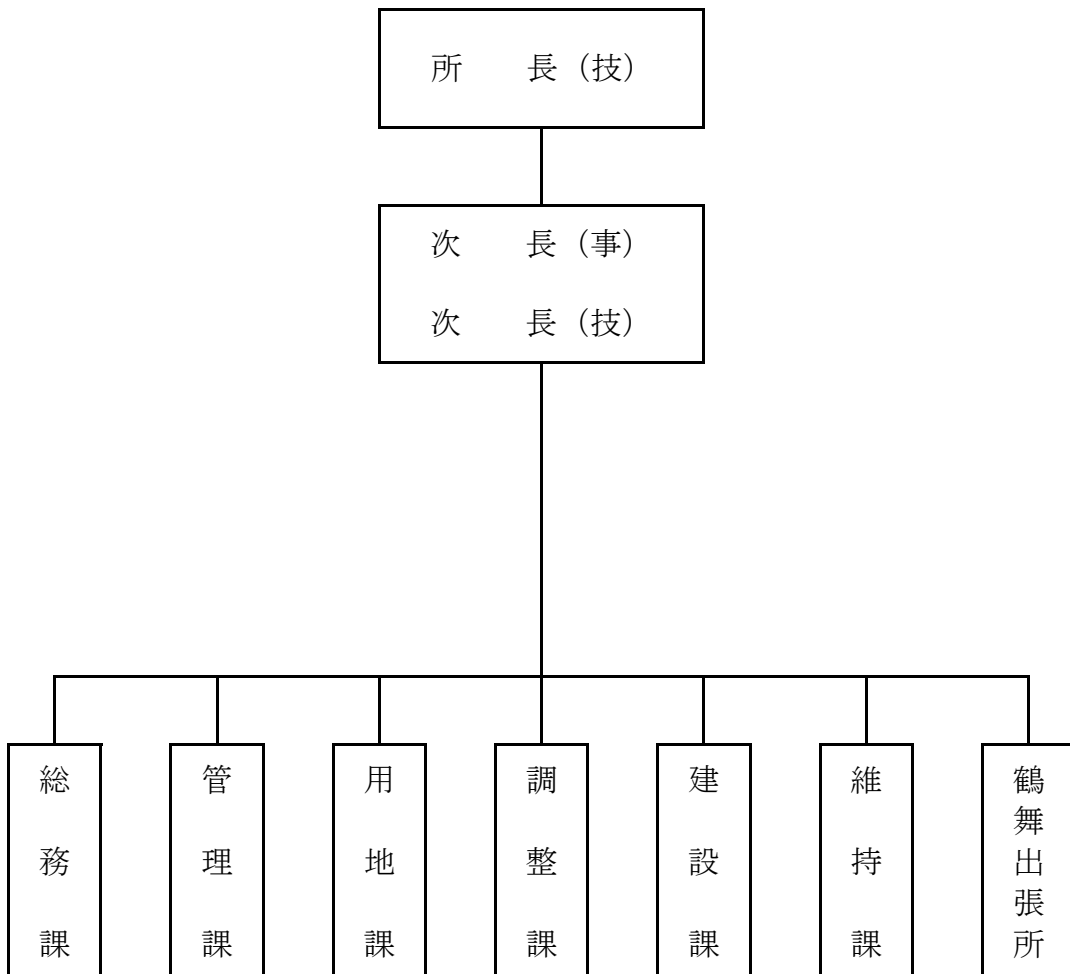 所　　長（技）
次　　長（事）
次　　長（技）
総務課
管理課
用地課
調整課
建設課
維持課
鶴舞出張所